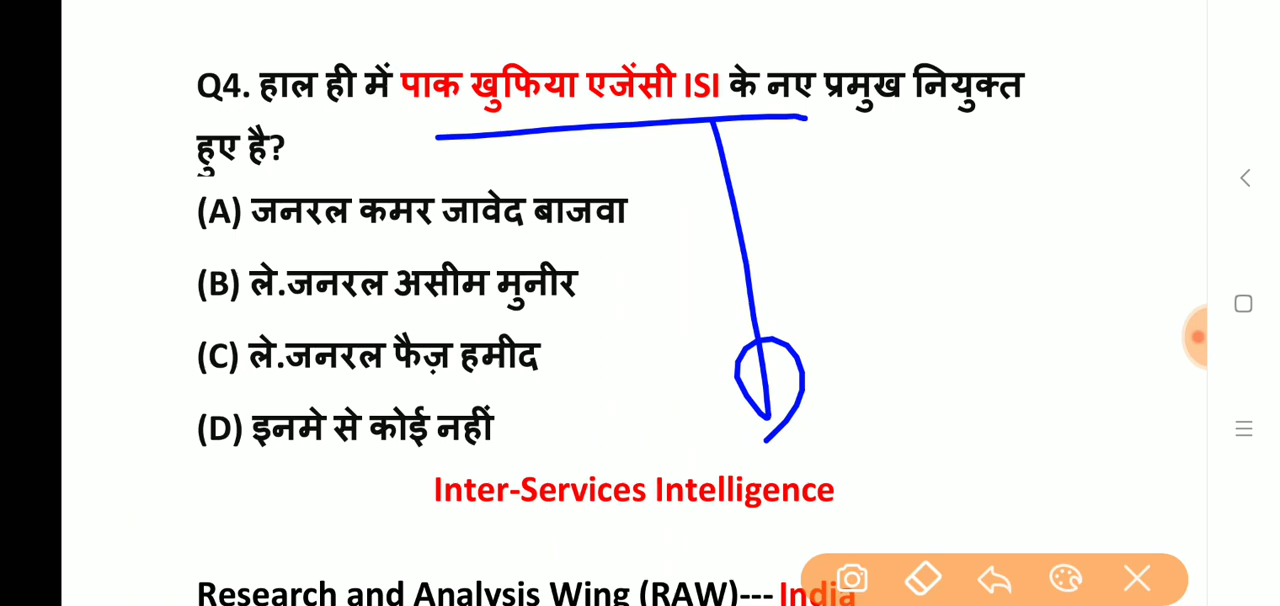 Q4. हाल ही में पाक खुफिया एजेंसी ISI के नए प्रमुख नियुक्त
हुए है?
(A) जनरल कमर जावेद बाजवा
(B) ले.जनरल असीम मुनीर
(C) ले.जनरल फैज़ हमीद
(D) इनमे से कोई नहीं
Inter-Services Intelligence
Research and Analysis Wing (RAW)--- India